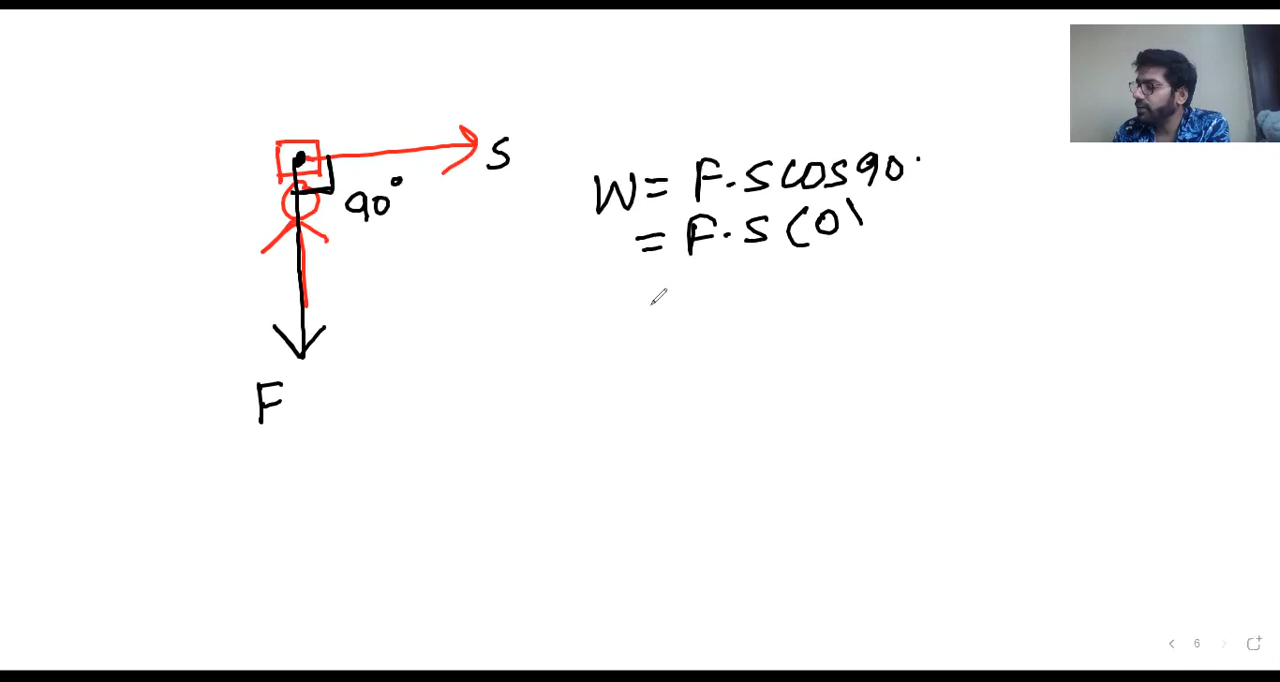 S
90°
F
W = F.S cos 90°
= F.S (0)
6